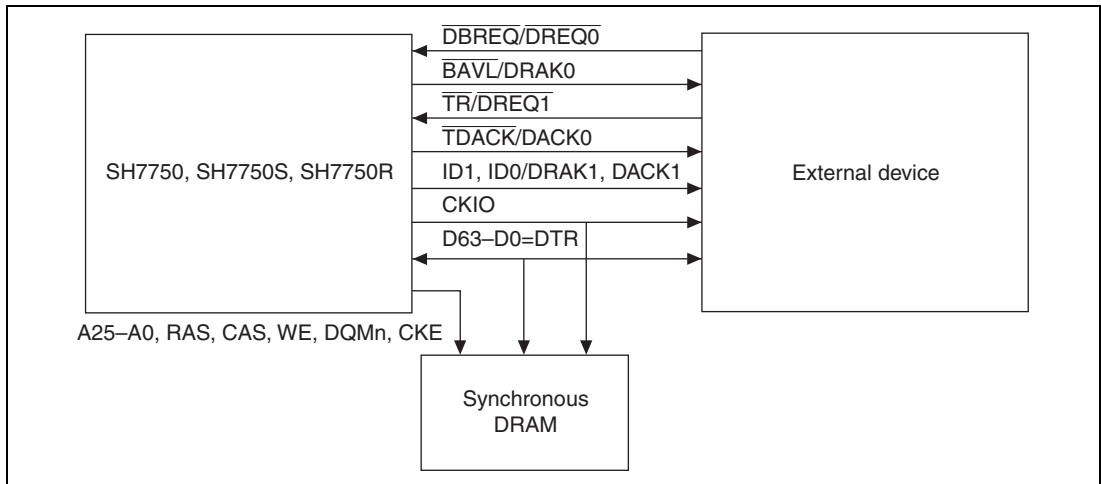 DBREQ/DREQ0
BAVL/DRAK0
TR/DREQ1
TDACK/DACK0
SH7750, SH7750S, SH7750R
ID1, ID0/DRAK1, DACK1
External device
CKIO
D63–D0=DTR
A25–A0, RAS, CAS, WE, DQMn, CKE
Synchronous
DRAM